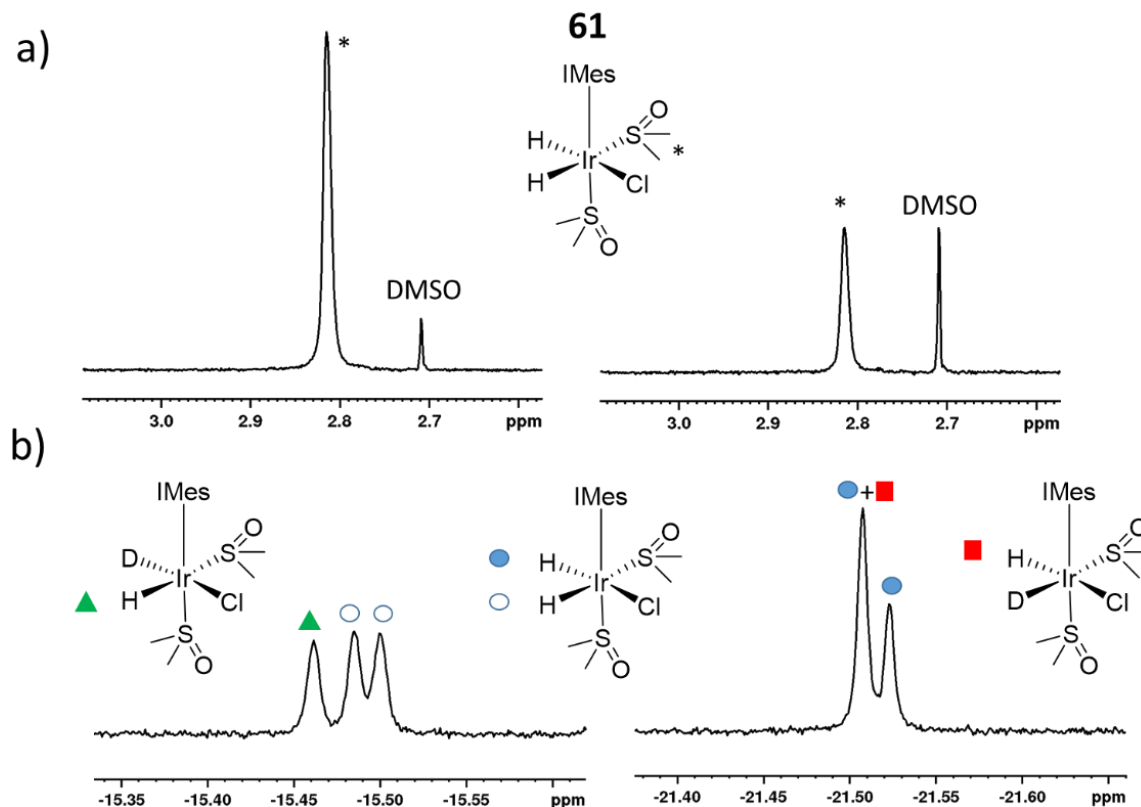 a)
61
*
DMSO
3.0 2.9 2.8 2.7 ppm
IMes
H
H
Ir
S
O
*
Cl
S
O
*
DMSO
3.0 2.9 2.8 2.7 ppm
b)
IMes
D
H
Ir
S
O
Cl
S
O
-15.35 -15.40 -15.45 -15.50 -15.55 ppm
IMes
H
H
Ir
S
O
Cl
S
O
+
-21.40 -21.45 -21.50 -21.55 -21.60 ppm
IMes
H
D
Ir
S
O
Cl
S
O